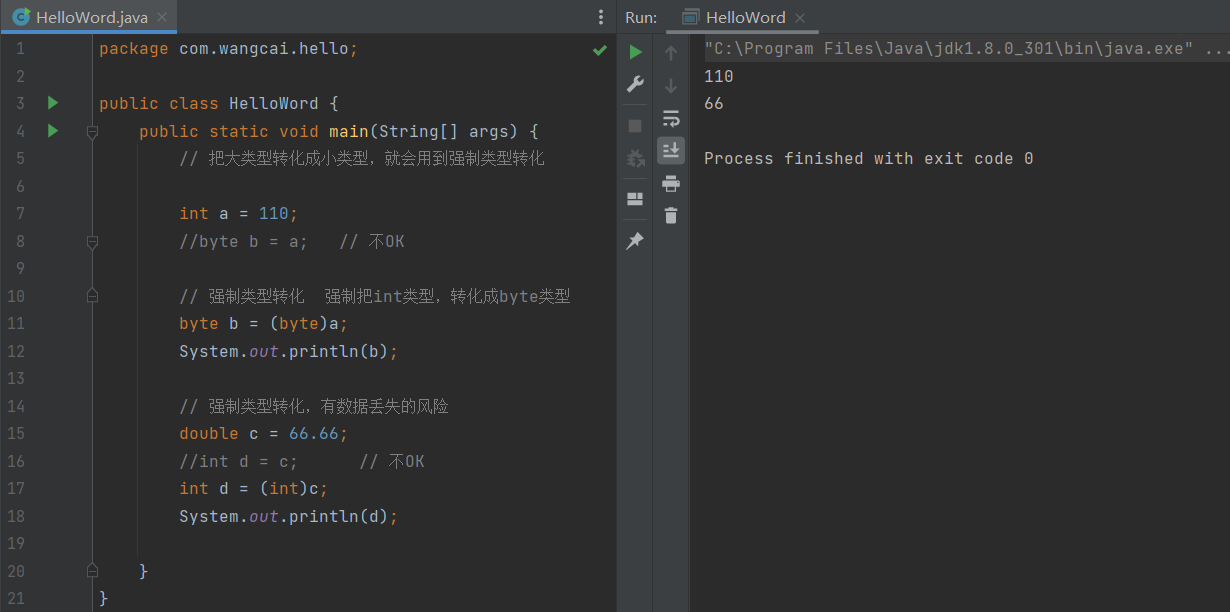 HelloWord.java
1 package com.wangcai.hello;
2
3 public class HelloWord {
4     public static void main(String[] args) {
5         // 把大类型转化成小类型，就会用到强制类型转化
6
7         int a = 110;
8         //byte b = a;   // 不OK
9
10         // 强制类型转化  强制把int类型，转化成byte类型
11         byte b = (byte)a;
12         System.out.println(b);
13
14         // 强制类型转化，有数据丢失的风险
15         double c = 66.66;
16         //int d = c;      // 不OK
17         int d = (int)c;
18         System.out.println(d);
19
20     }
21 }
Run: HelloWord
"C:\Program Files\Java\jdk1.8.0_301\bin\java.exe" ...
110
66
Process finished with exit code 0